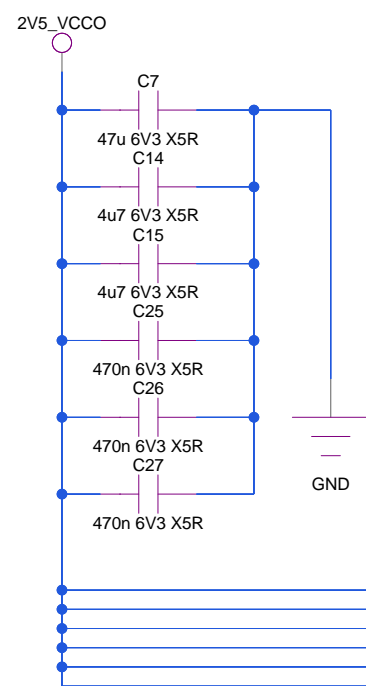 2V5_VCCO
C7
47u 6V3 X5R
C14
4u7 6V3 X5R
C15
4u7 6V3 X5R
C25
470n 6V3 X5R
C26
470n 6V3 X5R
C27
470n 6V3 X5R
GND